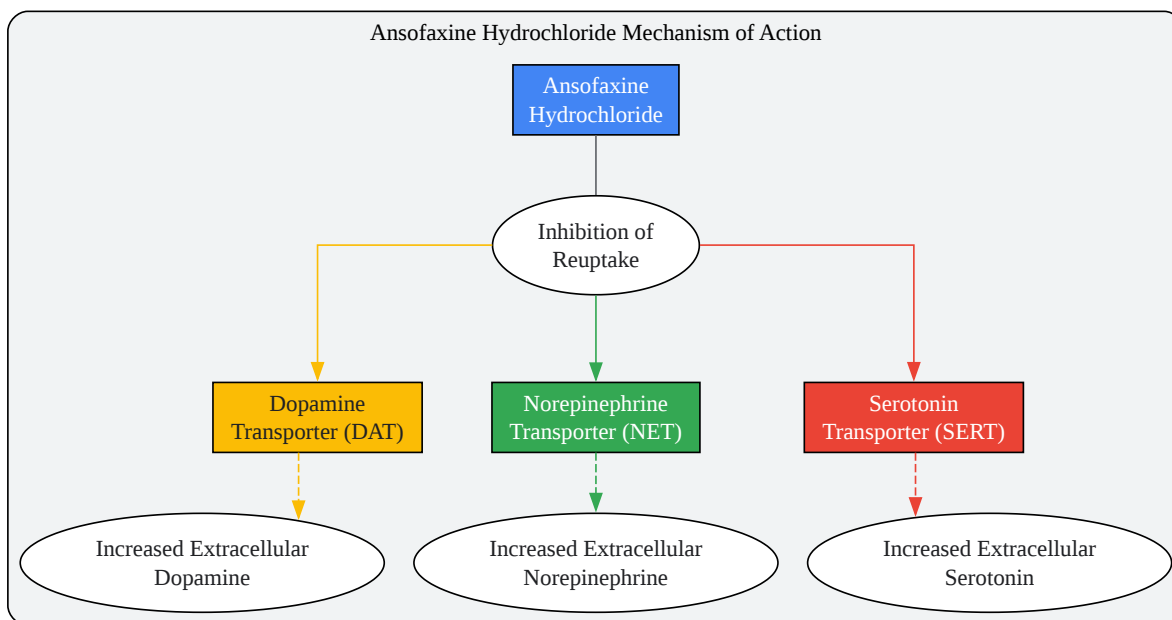 Ansofaxine Hydrochloride Mechanism of Action
Ansofaxine
Hydrochloride
Inhibition of
Reuptake
Dopamine
Transporter (DAT)
Norepinephrine
Transporter (NET)
Serotonin
Transporter (SERT)
Increased Extracellular
Dopamine
Increased Extracellular
Norepinephrine
Increased Extracellular
Serotonin